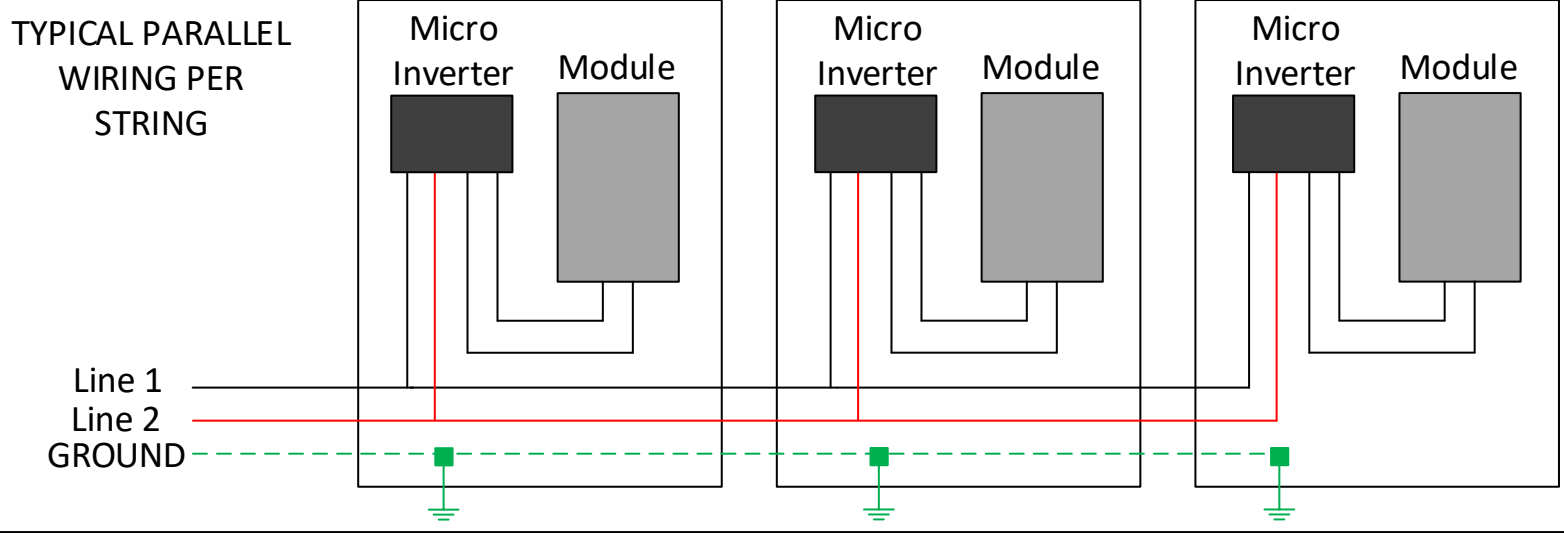 TYPICAL PARALLEL
WIRING PER
STRING
Micro
Inverter
Module
Micro
Inverter
Module
Micro
Inverter
Module
Line 1
Line 2
GROUND